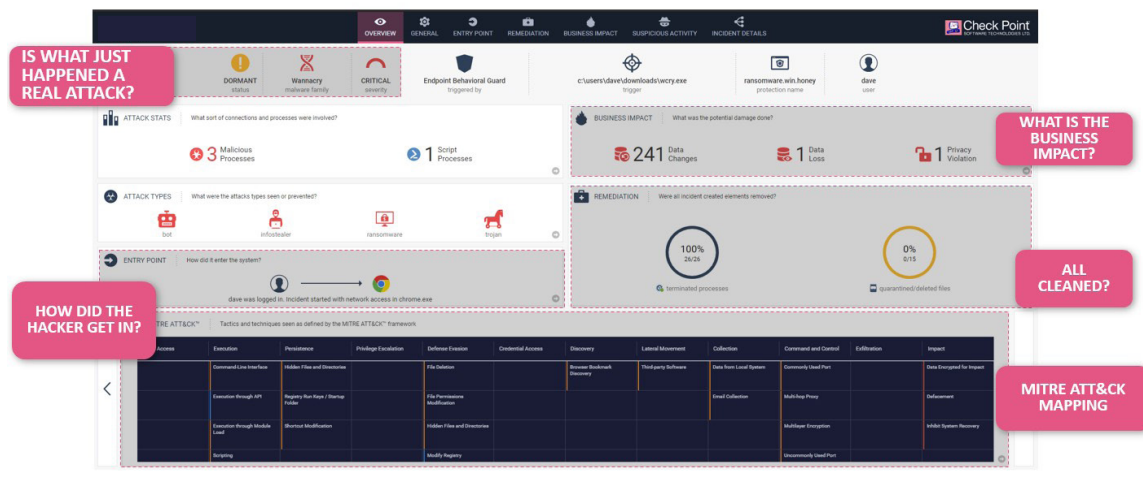 OVERVIEW
GENERAL
ENTRY POINT
REMEDIATION
BUSINESS IMPACT
SUSPICIOUS ACTIVITY
INCIDENT DETAILS
Check Point
SOFTWARE TECHNOLOGIES LTD.
IS WHAT JUST
HAPPENED A
REAL ATTACK?
DORMANT
status
Wannacry
malware family
CRITICAL
severity
Endpoint Behavioral Guard
triggered by
c:\users\dave\downloads\wcry.exe
trigger
ransomware.win.honey
protection name
dave
user
ATTACK STATS
What sort of connections and processes were involved?
3 Malicious
Processes
1 Script
Processes
BUSINESS IMPACT
What was the potential damage done?
241 Data
Changes
1 Data
Loss
1 Privacy
Violation
WHAT IS THE
BUSINESS
IMPACT?
ATTACK TYPES
What were the attacks types seen or prevented?
bot
infostealer
ransomware
trojan
REMEDIATION
Were all incident created elements removed?
100%
26/26
terminated processes
0%
0/15
quarantined/deleted files
ALL
CLEANED?
ENTRY POINT
How did it enter the system?
dave was logged in. Incident started with network access in chrome.exe
HOW DID THE
HACKER GET IN?
ITRE ATT&CK™
Tactics and techniques seen as defined by the MITRE ATT&CK™ framework
Access
Execution
Persistence
Privilege Escalation
Defense Evasion
Credential Access
Discovery
Lateral Movement
Collection
Command and Control
Exfiltration
Impact
Command-Line Interface
Hidden Files and Directories
File Deletion
Browser Bookmark
Discovery
Third-party Software
Data from Local System
Commonly Used Port
Data Encrypted for Impact
Execution through API
Registry Run Keys / Startup
Folder
File Permissions
Modification
Email Collection
Multi-hop Proxy
Defacement
Execution through Module
Load
Shortcut Modification
Hidden Files and Directories
Multilayer Encryption
Inhibit System Recovery
Scripting
Modify Registry
Uncommonly Used Port
MITRE ATT&CK
MAPPING